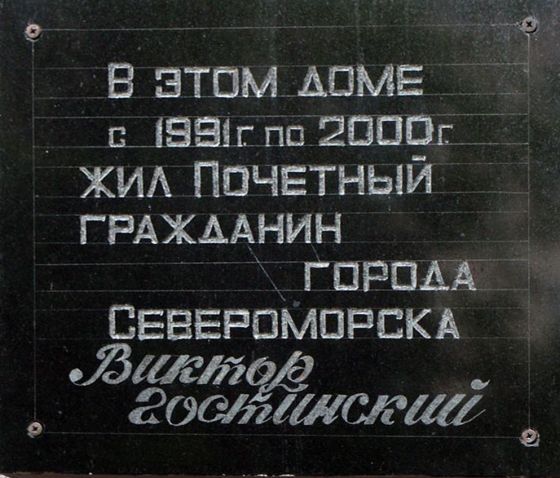 В ЭТОМ ДОМЕ
с 1991г. по 2000г.
ЖИЛ ПОЧЕТНЫЙ
ГРАЖДАНИН
ГОРОДА
СЕВЕРОМОРСКА
Виктор
Гостинский